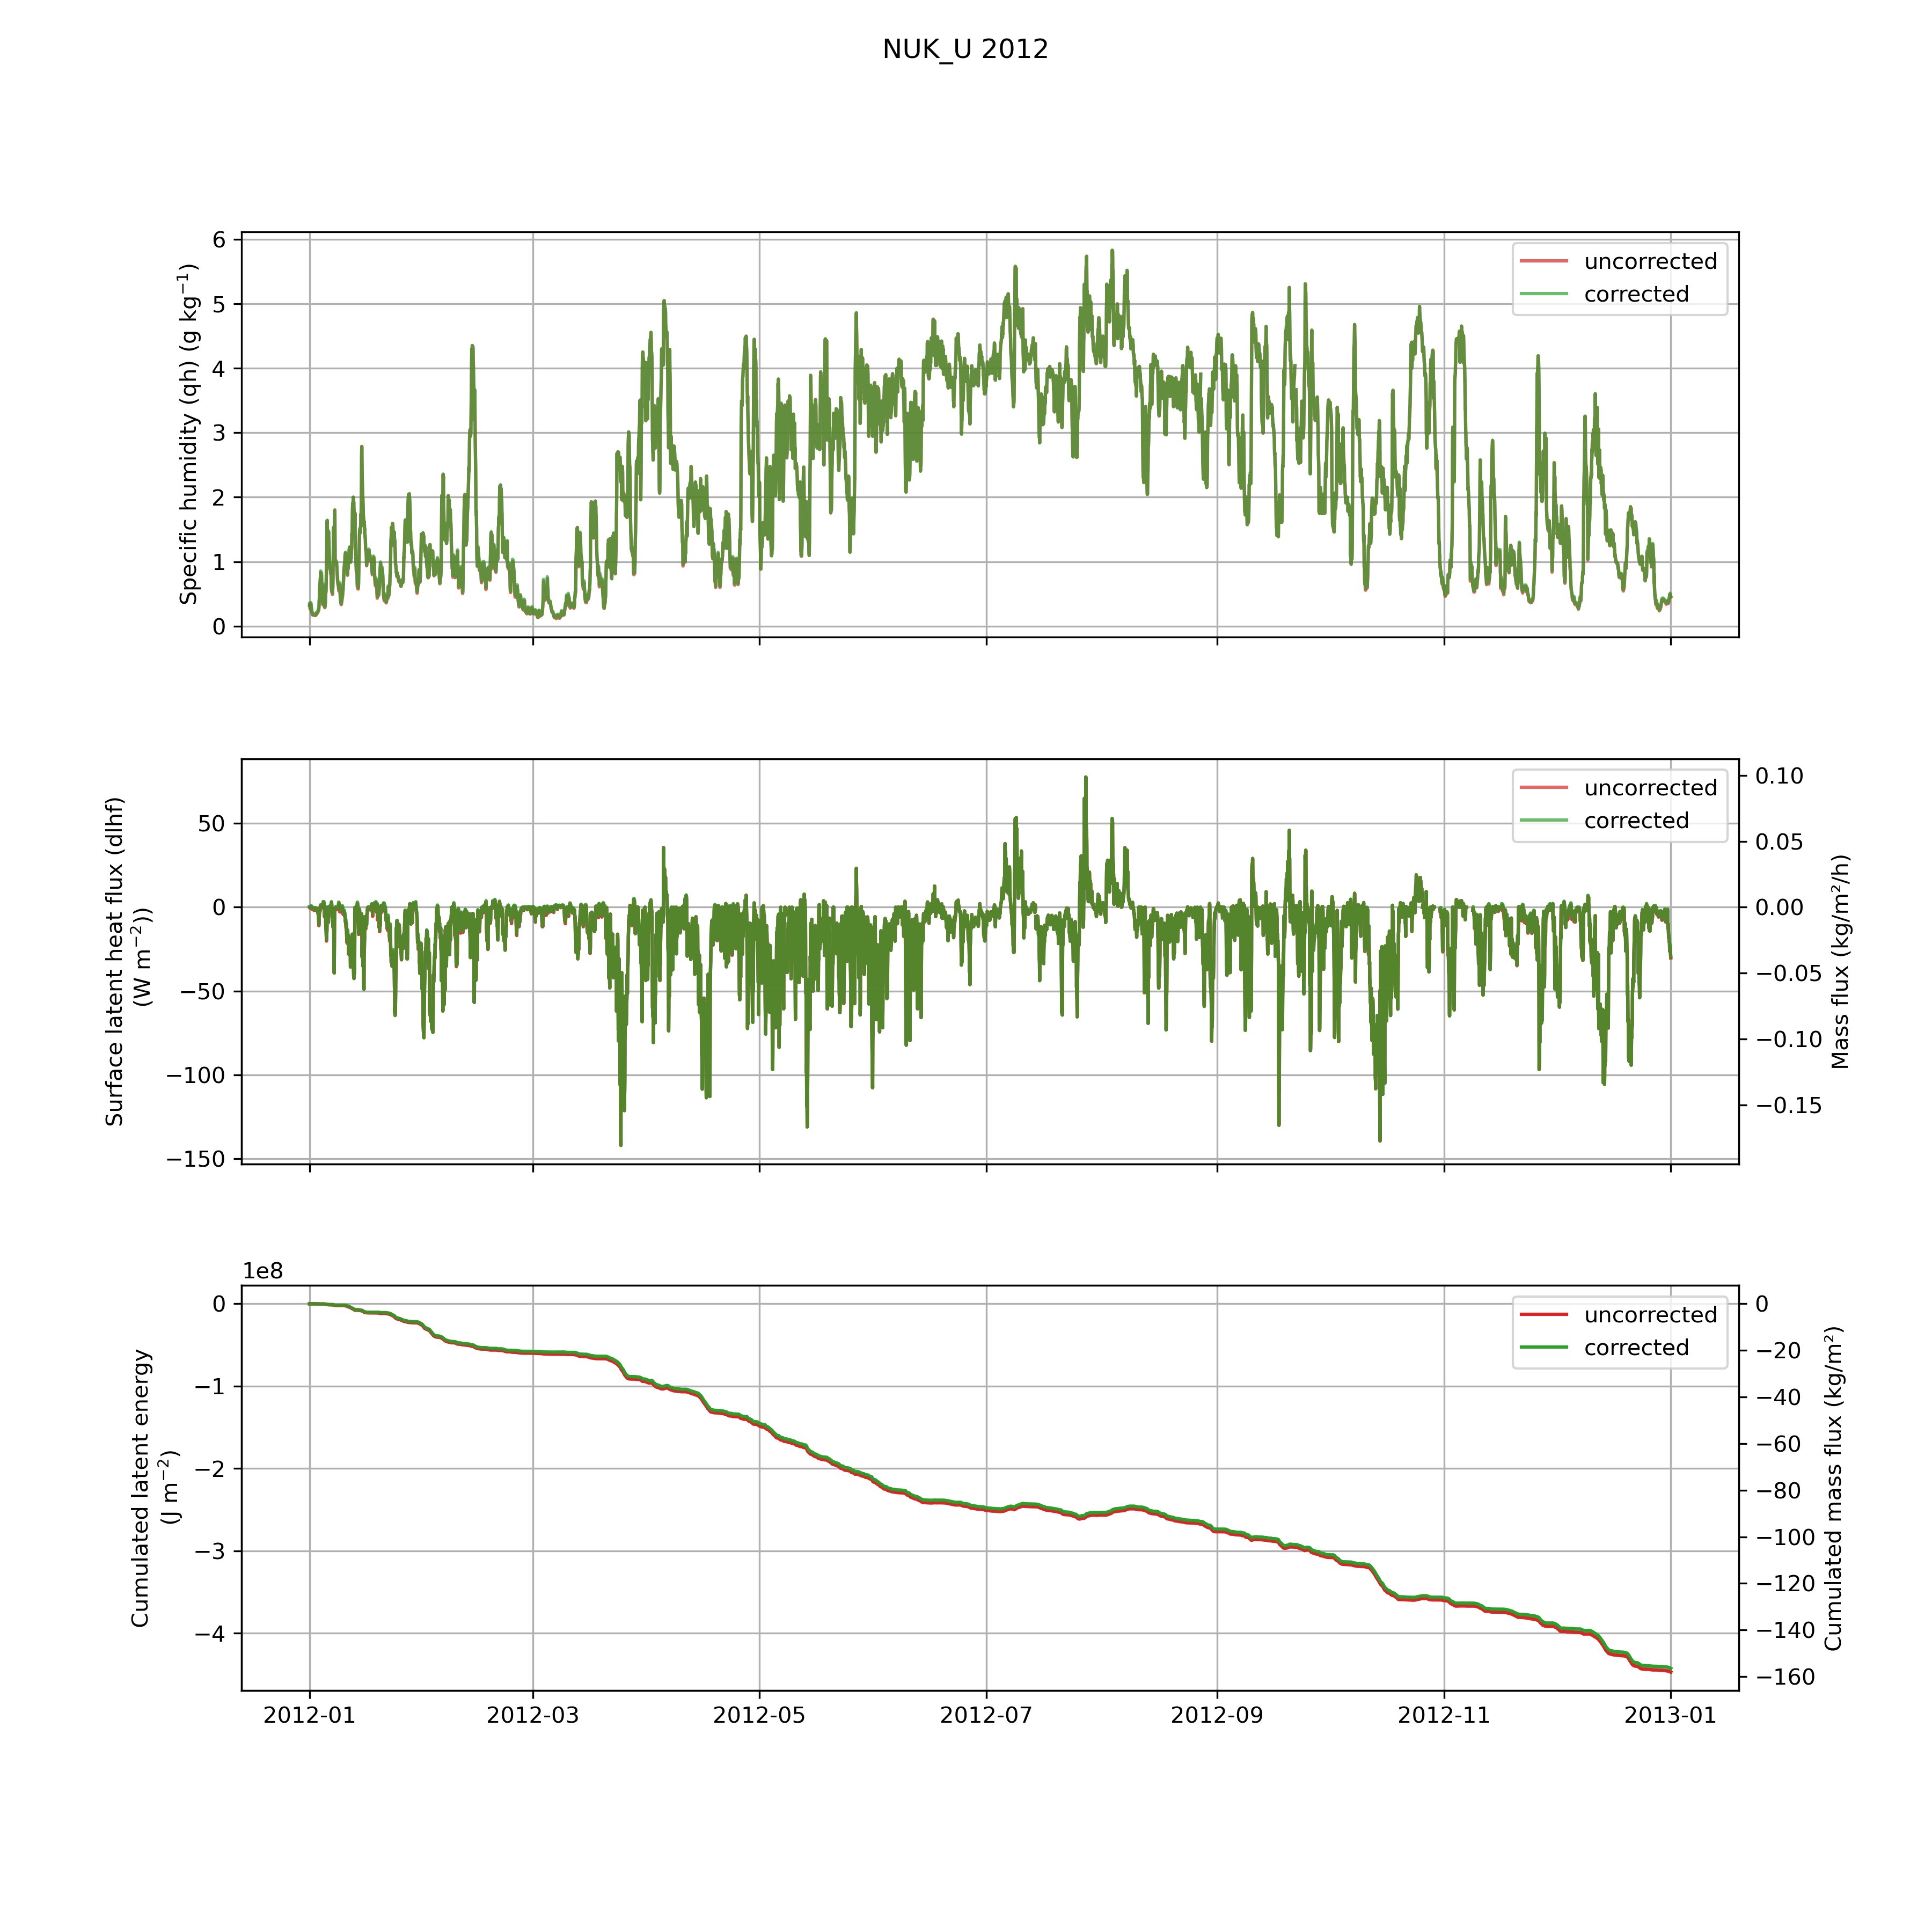 NUK_U 2012
Specific humidity (qh) (g kg⁻¹)
6
5
4
3
2
1
0
uncorrected
corrected
Surface latent heat flux (dlhf)
(W m⁻²))
50
0
−50
−100
−150
uncorrected
corrected
0.10
0.05
0.00
−0.05
−0.10
−0.15
Mass flux (kg/m²/h)
1e8
Cumulated latent energy
(J m⁻²)
0
−1
−2
−3
−4
uncorrected
corrected
0
−20
−40
−60
−80
−100
−120
−140
−160
Cumulated mass flux (kg/m²)
2012-01 2012-03 2012-05 2012-07 2012-09 2012-11 2013-01